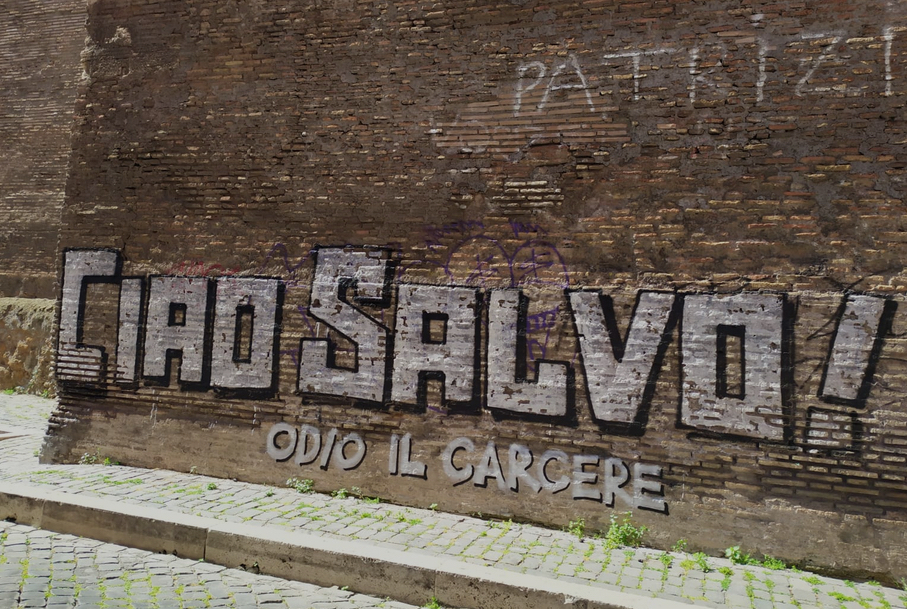 PATRIZI
CIAO SALVO!
ODIO IL CARCERE